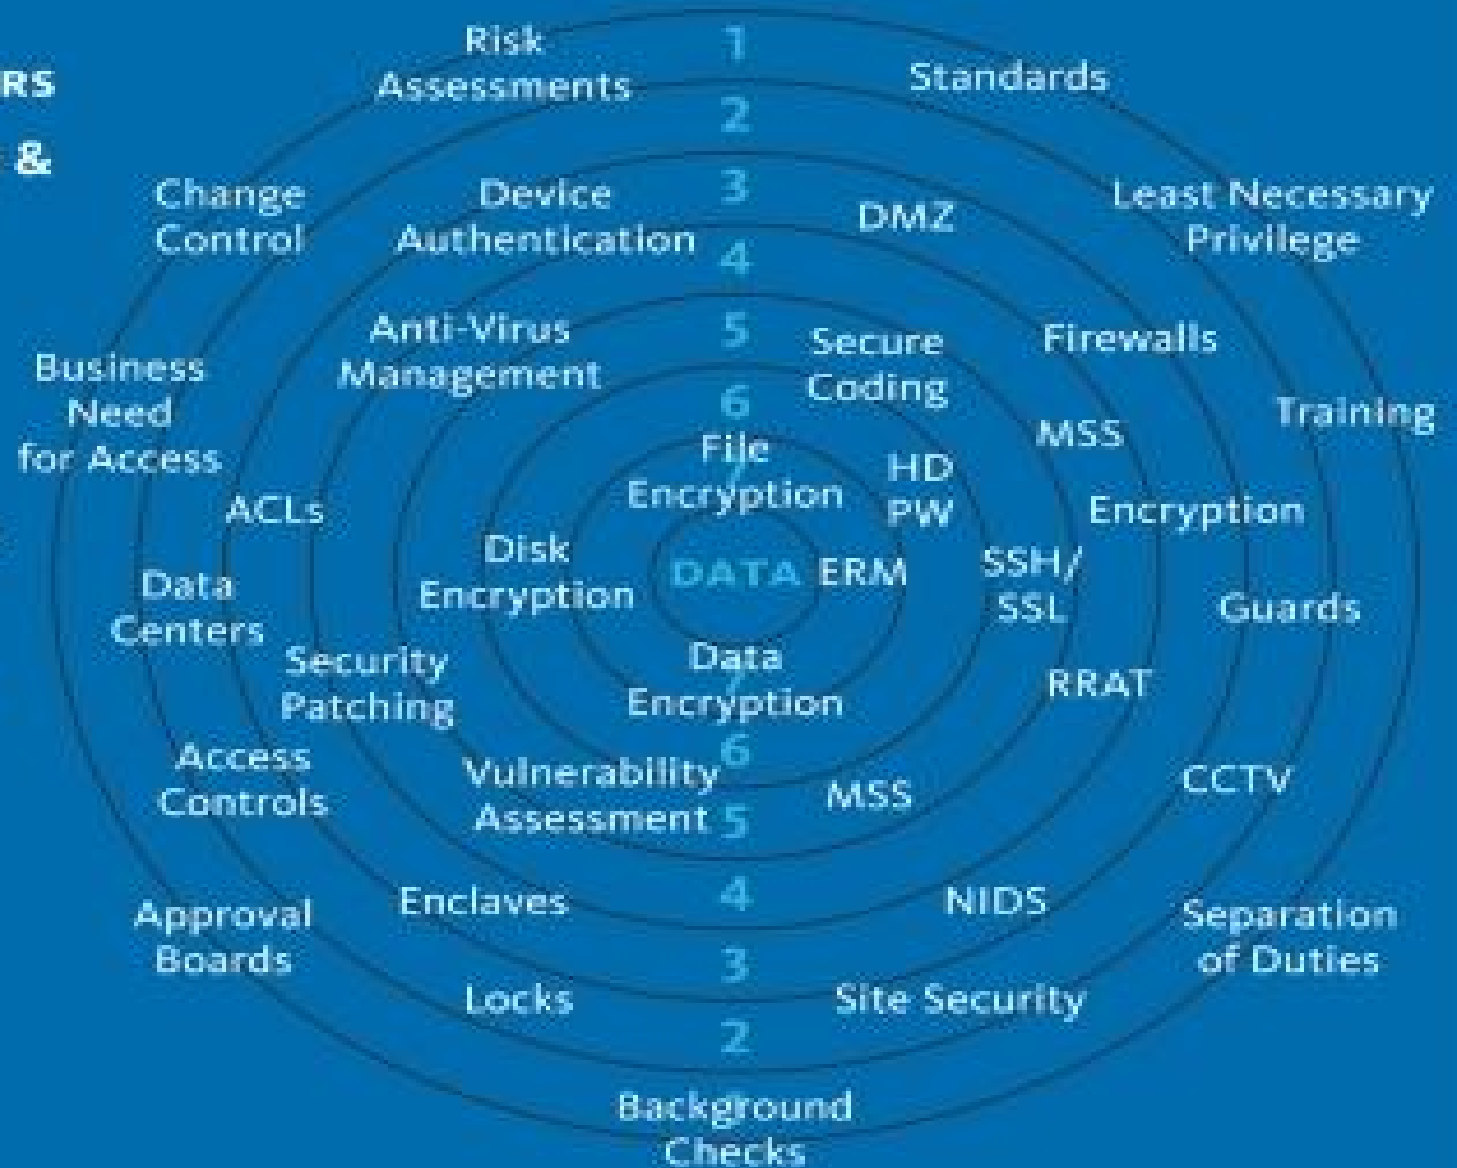 RS
&
Risk
Assessments
1
Standards
2
Change
Control
Device
Authentication
3
DMZ
Least Necessary
Privilege
4
Anti-Virus
Management
5
Secure
Coding
Firewalls
Business
Need
for Access
6
Training
File
Encryption
7
HD
PW
MSS
ACLs
Encryption
Disk
Encryption
DATA
ERM
SSH/
SSL
Data
Centers
Guards
Security
Patching
Data
Encryption
7
RRAT
Access
Controls
6
Vulnerability
Assessment
MSS
CCTV
5
Enclaves
4
NIDS
Approval
Boards
Separation
of Duties
3
Locks
Site Security
2
Background
Checks